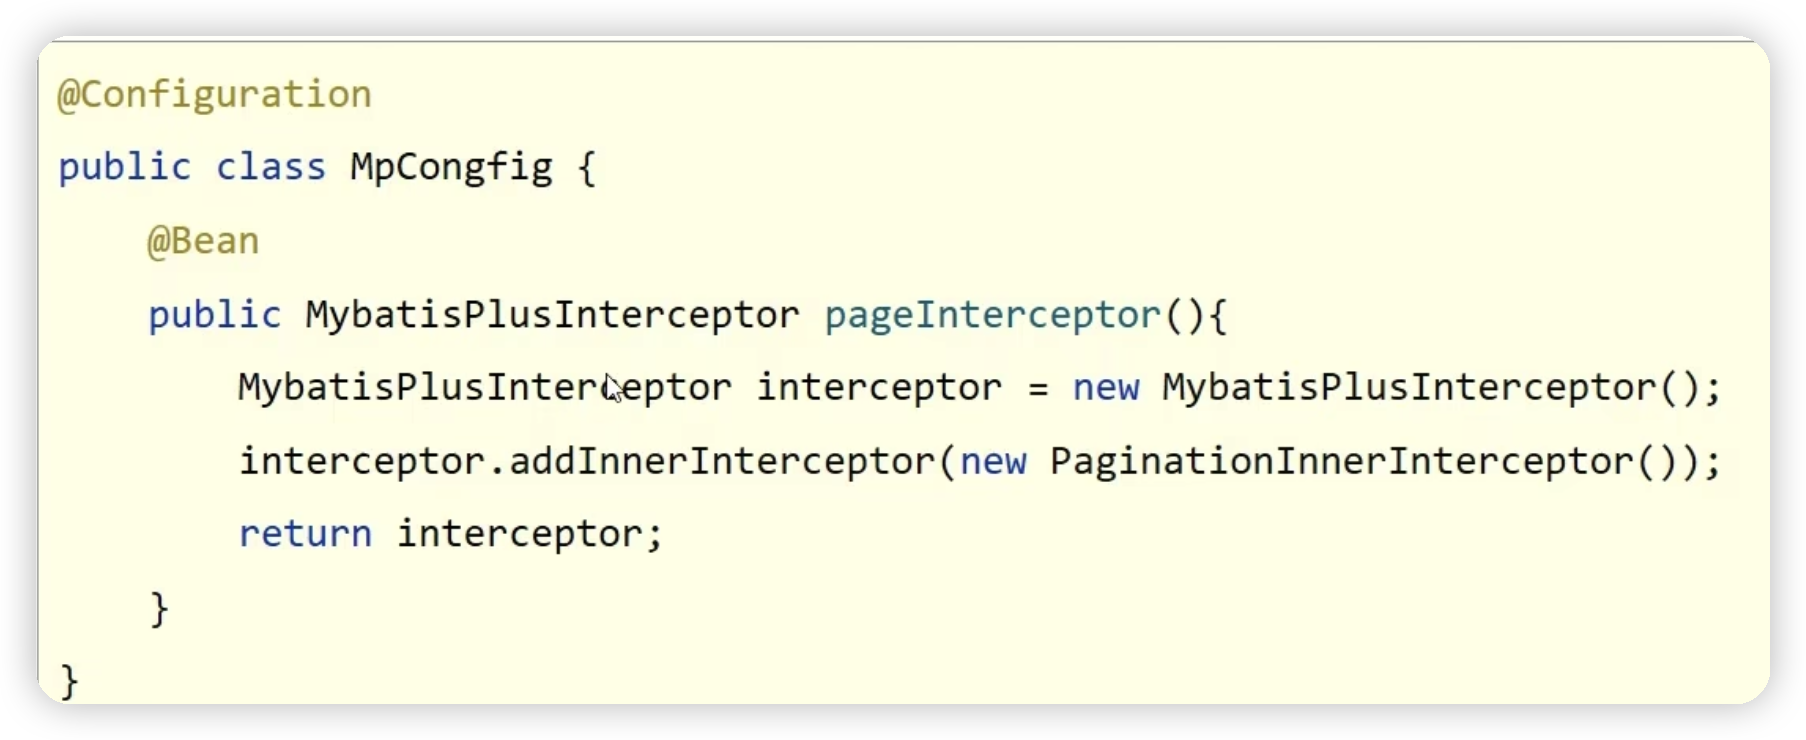 @Configuration
public class MpCongfig {
@Bean
public MybatisPlusInterceptor pageInterceptor(){
MybatisPlusInterceptor interceptor = new MybatisPlusInterceptor();
interceptor.addInnerInterceptor(new PaginationInnerInterceptor());
return interceptor;
}
}